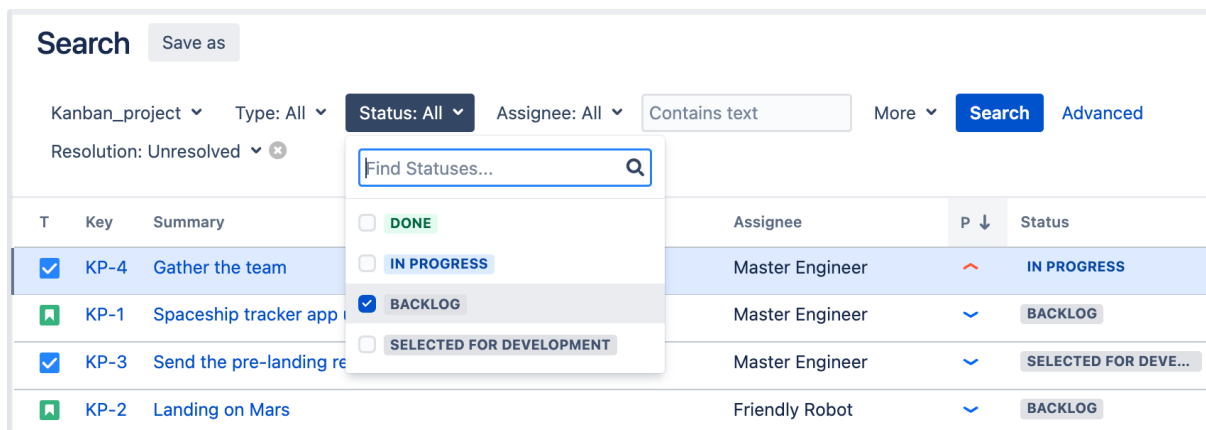 Search Save as
Kanban_project Type: All Status: All Assignee: All Contains text More Search Advanced
Resolution: Unresolved
Find Statuses...
DONE
IN PROGRESS
BACKLOG
SELECTED FOR DEVELOPMENT
T Key Summary Assignee P Status
KP-4 Gather the team Master Engineer IN PROGRESS
KP-1 Spaceship tracker app Master Engineer BACKLOG
KP-3 Send the pre-landing re Master Engineer SELECTED FOR DEVE...
KP-2 Landing on Mars Friendly Robot BACKLOG